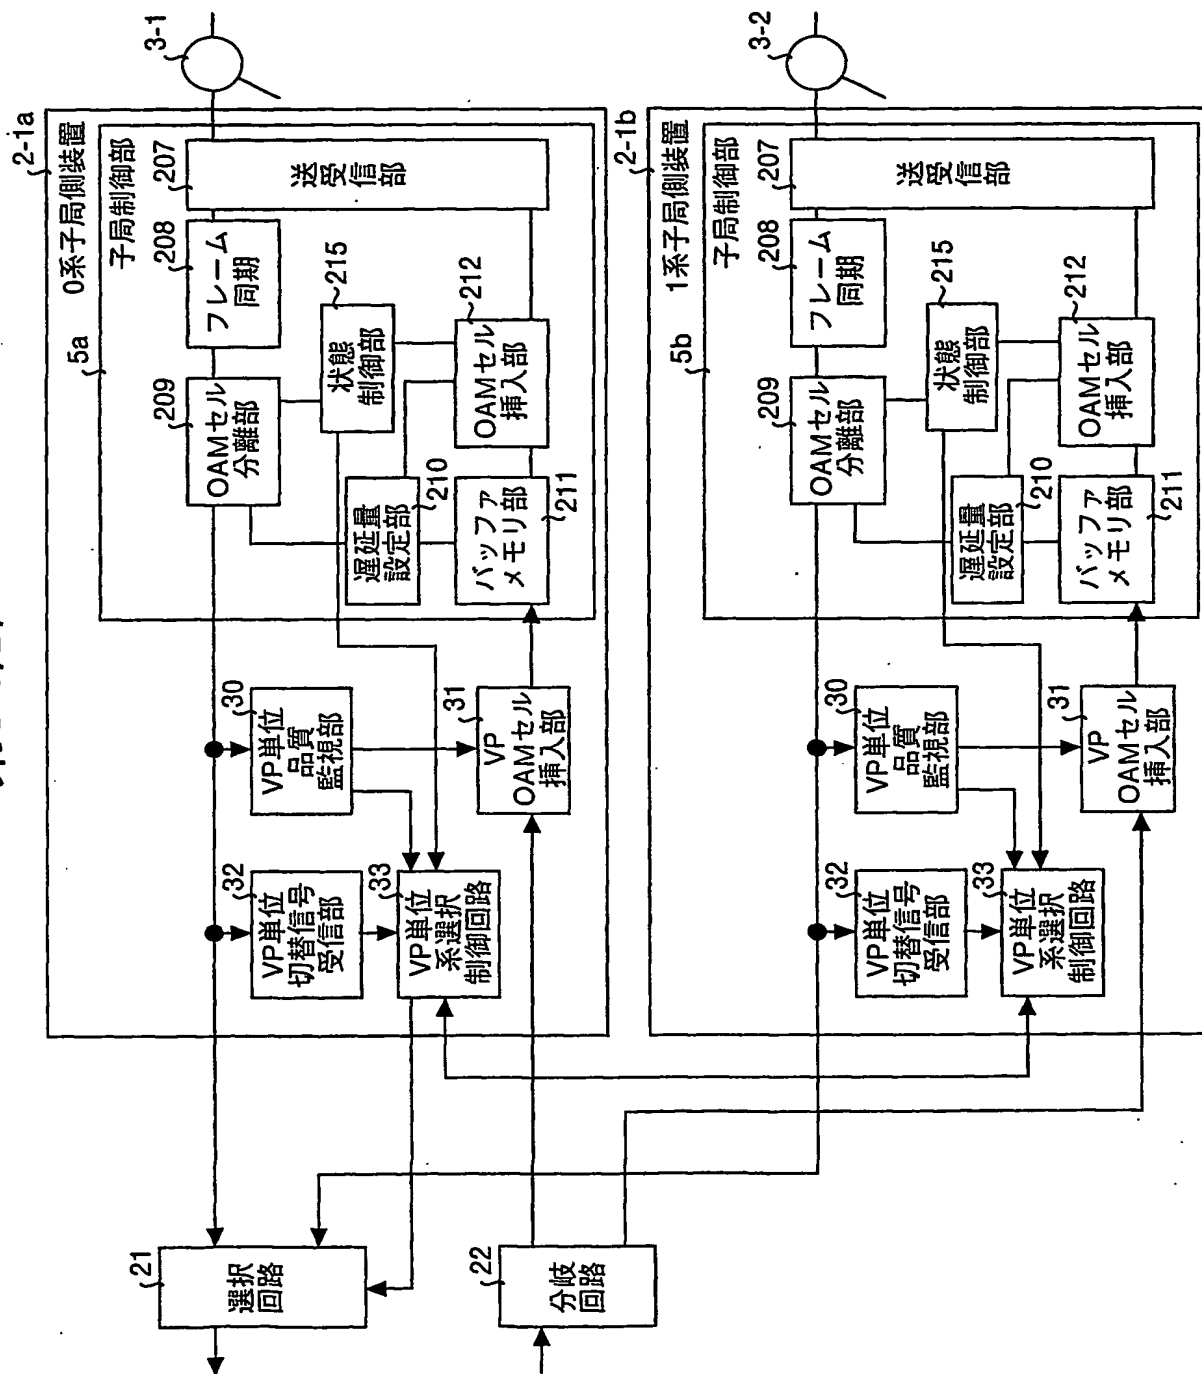 3-1
2-1a
0系子局側装置
5a
子局制御部
207
送受信部
208
フレーム
同期
209
OAMセル
分離部
215
状態
制御部
212
OAMセル
挿入部
210
遅延量
設定部
211
バッファ
メモリ部
30
VP単位
品質
監視部
31
VP
OAMセル
挿入部
32
VP単位
切替信号
受信部
33
VP単位
系選択
制御回路
21
選択
回路
22
分岐
回路
3-2
2-1b
1系子局側装置
5b
子局制御部
207
送受信部
208
フレーム
同期
209
OAMセル
分離部
215
状態
制御部
212
OAMセル
挿入部
210
遅延量
設定部
211
バッファ
メモリ部
30
VP単位
品質
監視部
31
VP
OAMセル
挿入部
32
VP単位
切替信号
受信部
33
VP単位
系選択
制御回路